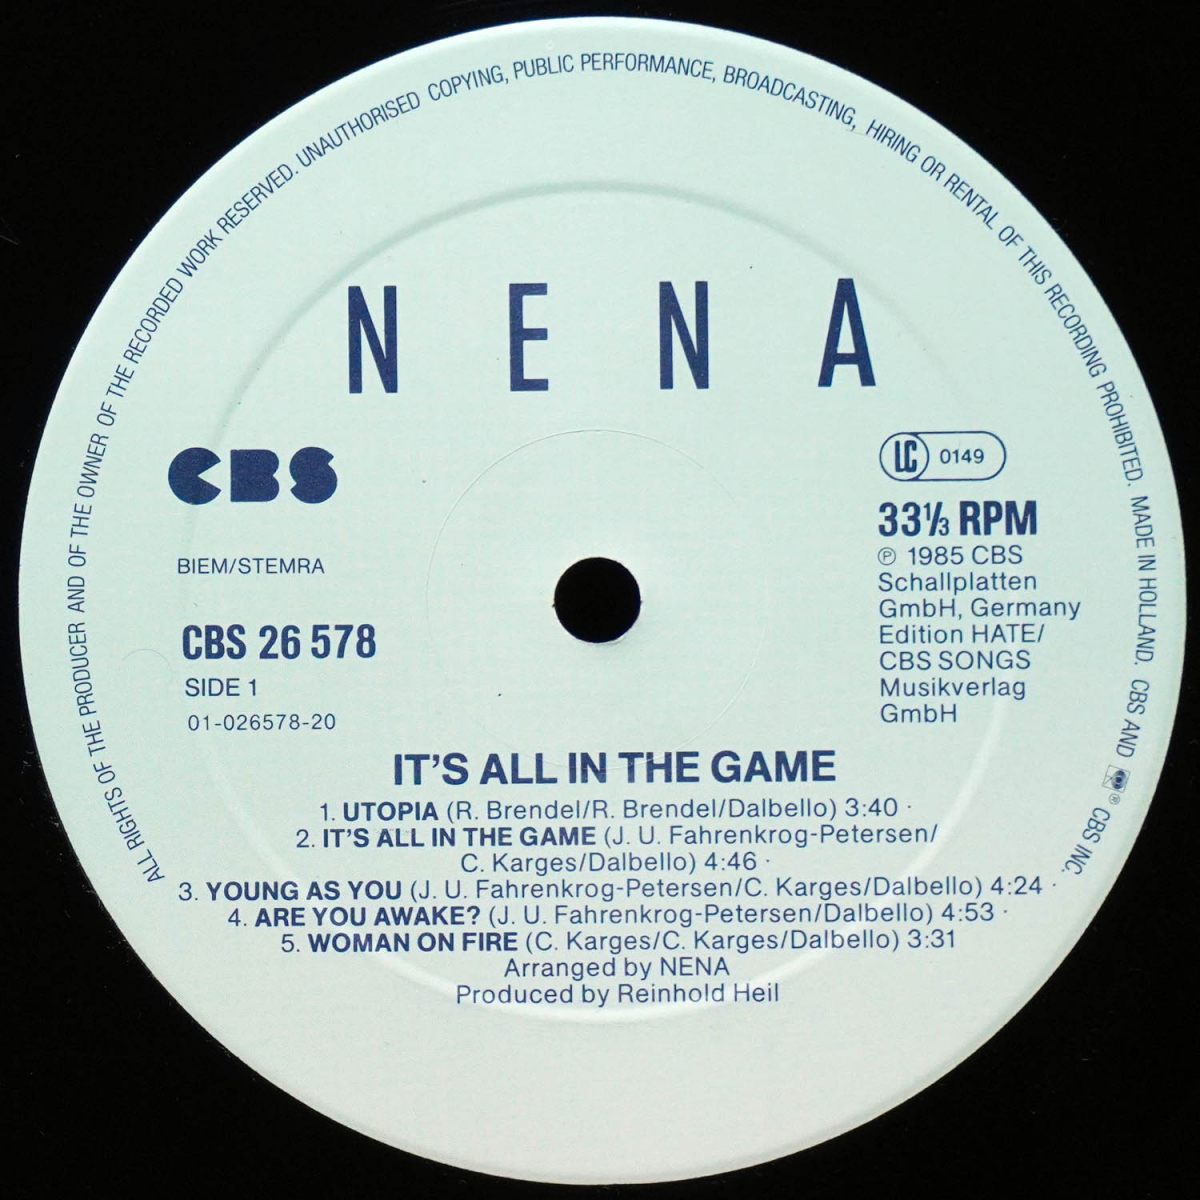 ALL RIGHTS OF THE PRODUCER AND OF THE OWNER OF THE RECORDED WORK RESERVED. UNAUTHORISED COPYING, PUBLIC PERFORMANCE, BROADCASTING, HIRING OR RENTAL OF THIS RECORDING PROHIBITED. MADE IN HOLLAND. CBS AND ℗ CBS INC.
NENA
CBS
BIEM/STEMRA
CBS 26 578
SIDE 1
01-026578-20
LC 0149
33⅓ RPM
℗ 1985 CBS
Schallplatten
GmbH, Germany
Edition HATE/
CBS SONGS
Musikverlag
GmbH
IT'S ALL IN THE GAME
1. UTOPIA (R. Brendel/R. Brendel/Dalbello) 3:40 ·
2. IT'S ALL IN THE GAME (J. U. Fahrenkrog-Petersen/
C. Karges/Dalbello) 4:46 ·
3. YOUNG AS YOU (J. U. Fahrenkrog-Petersen/C. Karges/Dalbello) 4:24 ·
4. ARE YOU AWAKE? (J. U. Fahrenkrog-Petersen/Dalbello) 4:53 ·
5. WOMAN ON FIRE (C. Karges/C. Karges/Dalbello) 3:31
Arranged by NENA
Produced by Reinhold Heil